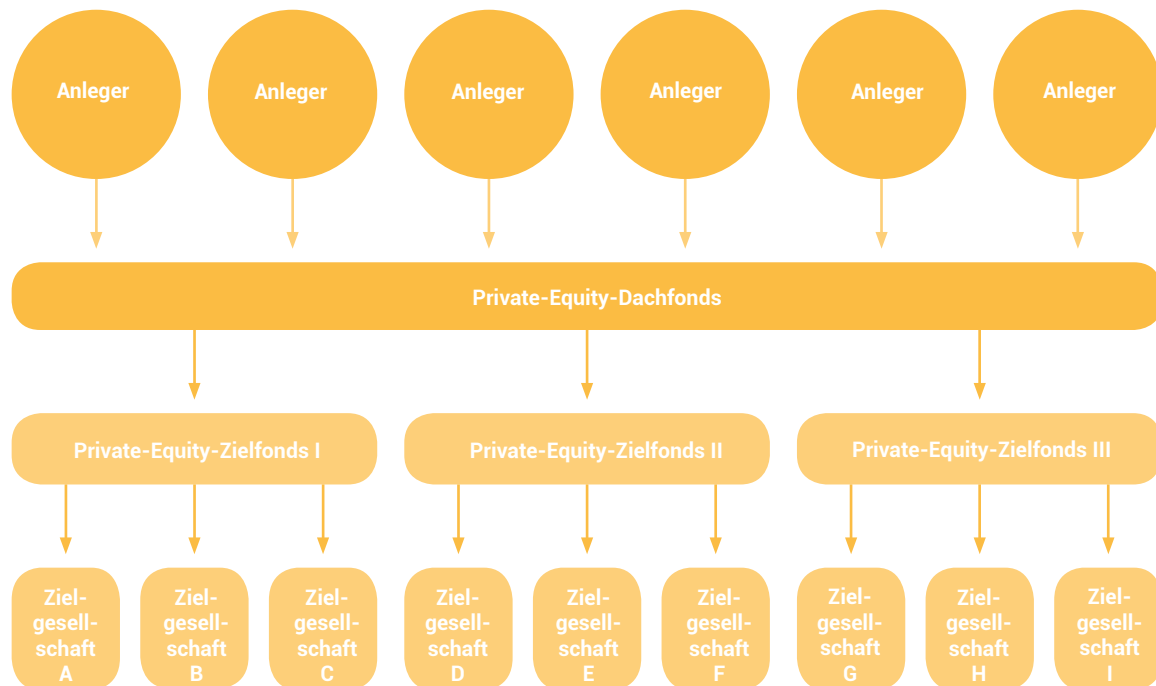 Anleger
Anleger
Anleger
Anleger
Anleger
Anleger
Private-Equity-Dachfonds
Private-Equity-Zielfonds I
Private-Equity-Zielfonds II
Private-Equity-Zielfonds III
Ziel-
gesell-
schaft
A
Ziel-
gesell-
schaft
B
Ziel-
gesell-
schaft
C
Ziel-
gesell-
schaft
D
Ziel-
gesell-
schaft
E
Ziel-
gesell-
schaft
F
Ziel-
gesell-
schaft
G
Ziel-
gesell-
schaft
H
Ziel-
gesell-
schaft
I